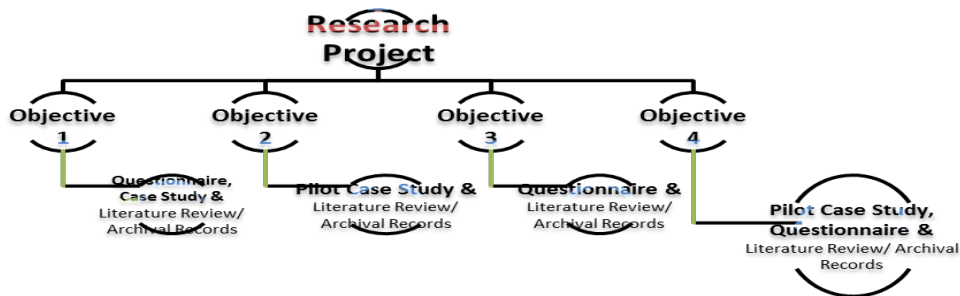 Research
Project
Objective
1
Objective
2
Objective
3
Objective
4
Questionnaire,
Case Study &
Literature Review/
Archival Records
Pilot Case Study &
Literature Review/
Archival Records
Questionnaire &
Literature Review/
Archival Records
Pilot Case Study,
Questionnaire &
Literature Review/ Archival
Records